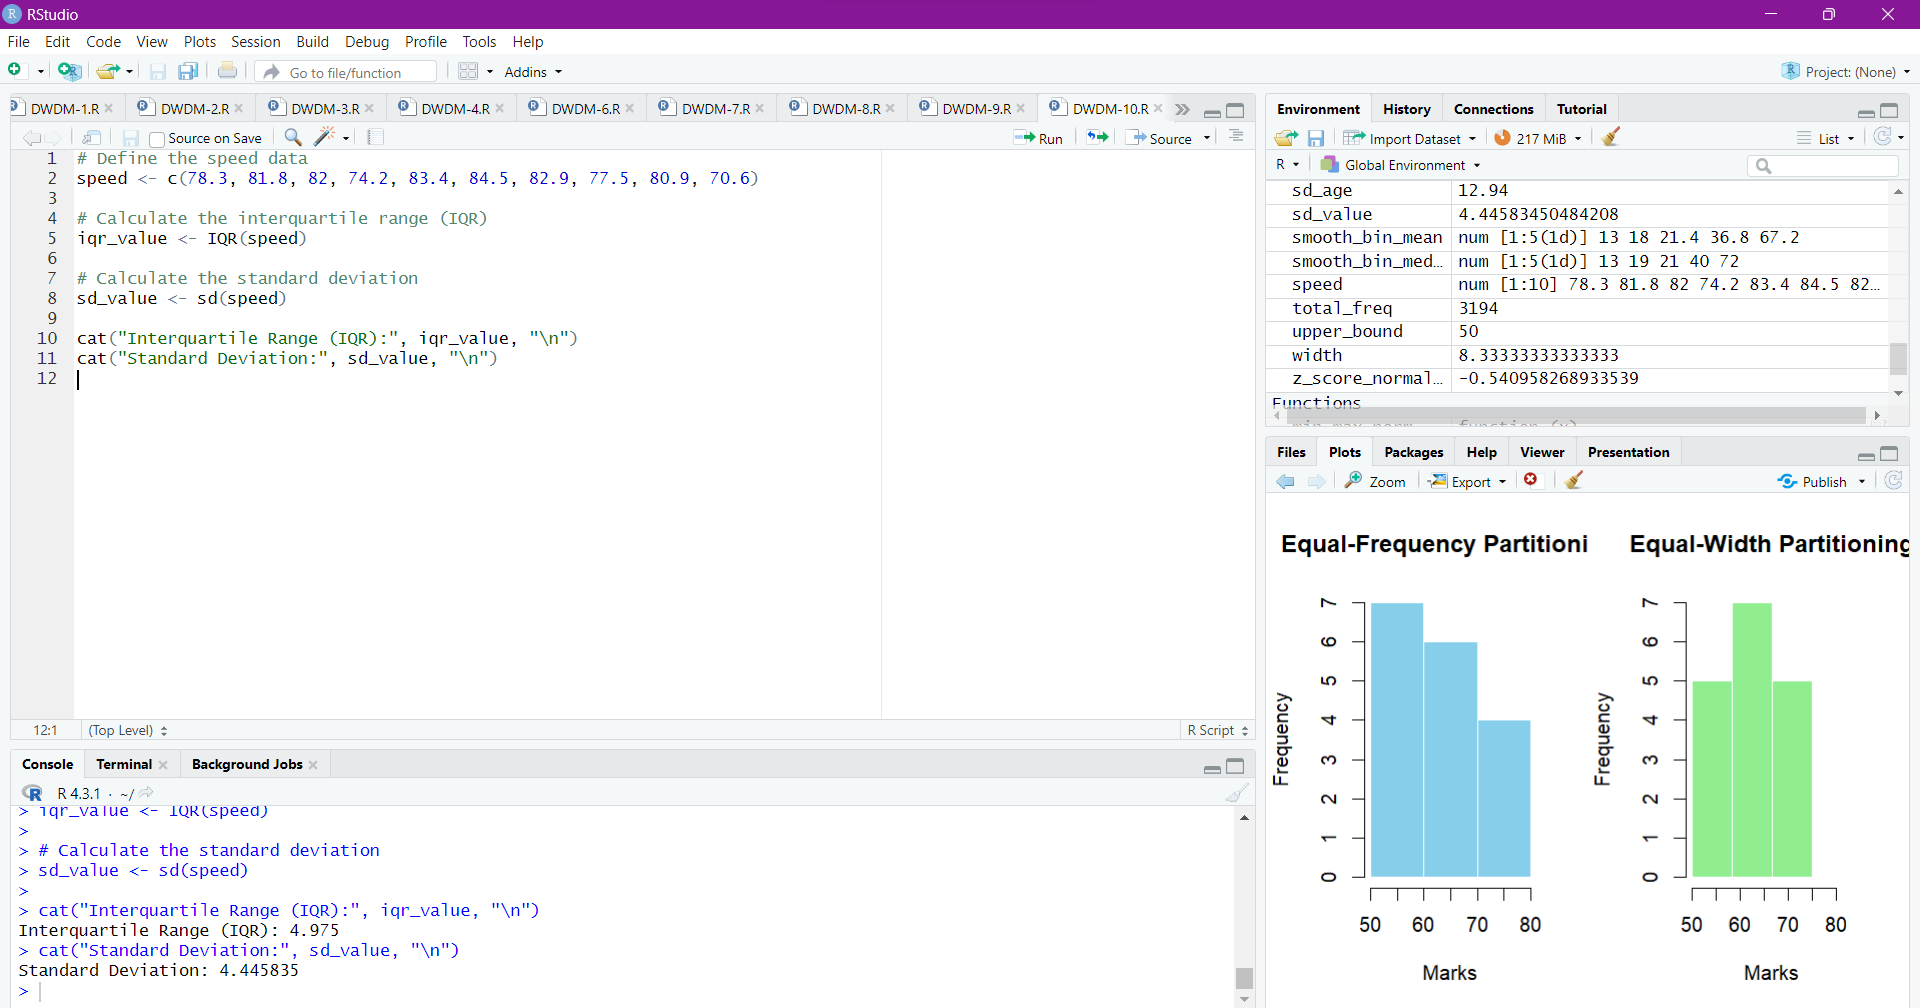 RStudio
File Edit Code View Plots Session Build Debug Profile Tools Help
Go to file/function Addins Project: (None)
DWDM-1.R DWDM-2.R DWDM-3.R DWDM-4.R DWDM-6.R DWDM-7.R DWDM-8.R DWDM-9.R DWDM-10.R
Source on Save Run Source
1 # Define the speed data
2 speed <- c(78.3, 81.8, 82, 74.2, 83.4, 84.5, 82.9, 77.5, 80.9, 70.6)
3
4 # Calculate the interquartile range (IQR)
5 iqr_value <- IQR(speed)
6
7 # Calculate the standard deviation
8 sd_value <- sd(speed)
9
10 cat("Interquartile Range (IQR):", iqr_value, "\n")
11 cat("Standard Deviation:", sd_value, "\n")
12
12:1 (Top Level) R Script
Console Terminal Background Jobs
R 4.3.1 · ~/
> iqr_value <- IQR(speed)
>
> # Calculate the standard deviation
> sd_value <- sd(speed)
>
> cat("Interquartile Range (IQR):", iqr_value, "\n")
Interquartile Range (IQR): 4.975
> cat("Standard Deviation:", sd_value, "\n")
Standard Deviation: 4.445835
>
Environment History Connections Tutorial
Import Dataset 217 MiB List
R Global Environment
sd_age 12.94
sd_value 4.44583450484208
smooth_bin_mean num [1:5(1d)] 13 18 21.4 36.8 67.2
smooth_bin_med… num [1:5(1d)] 13 19 21 40 72
speed num [1:10] 78.3 81.8 82 74.2 83.4 84.5 82…
total_freq 3194
upper_bound 50
width 8.33333333333333
z_score_normal… -0.540958268933539
Functions
Files Plots Packages Help Viewer Presentation
Zoom Export Publish
Equal-Frequency Partitioni
Frequency
7
6
5
4
3
2
1
0
50 60 70 80
Marks
Equal-Width Partitioning
Frequency
7
6
5
4
3
2
1
0
50 60 70 80
Marks